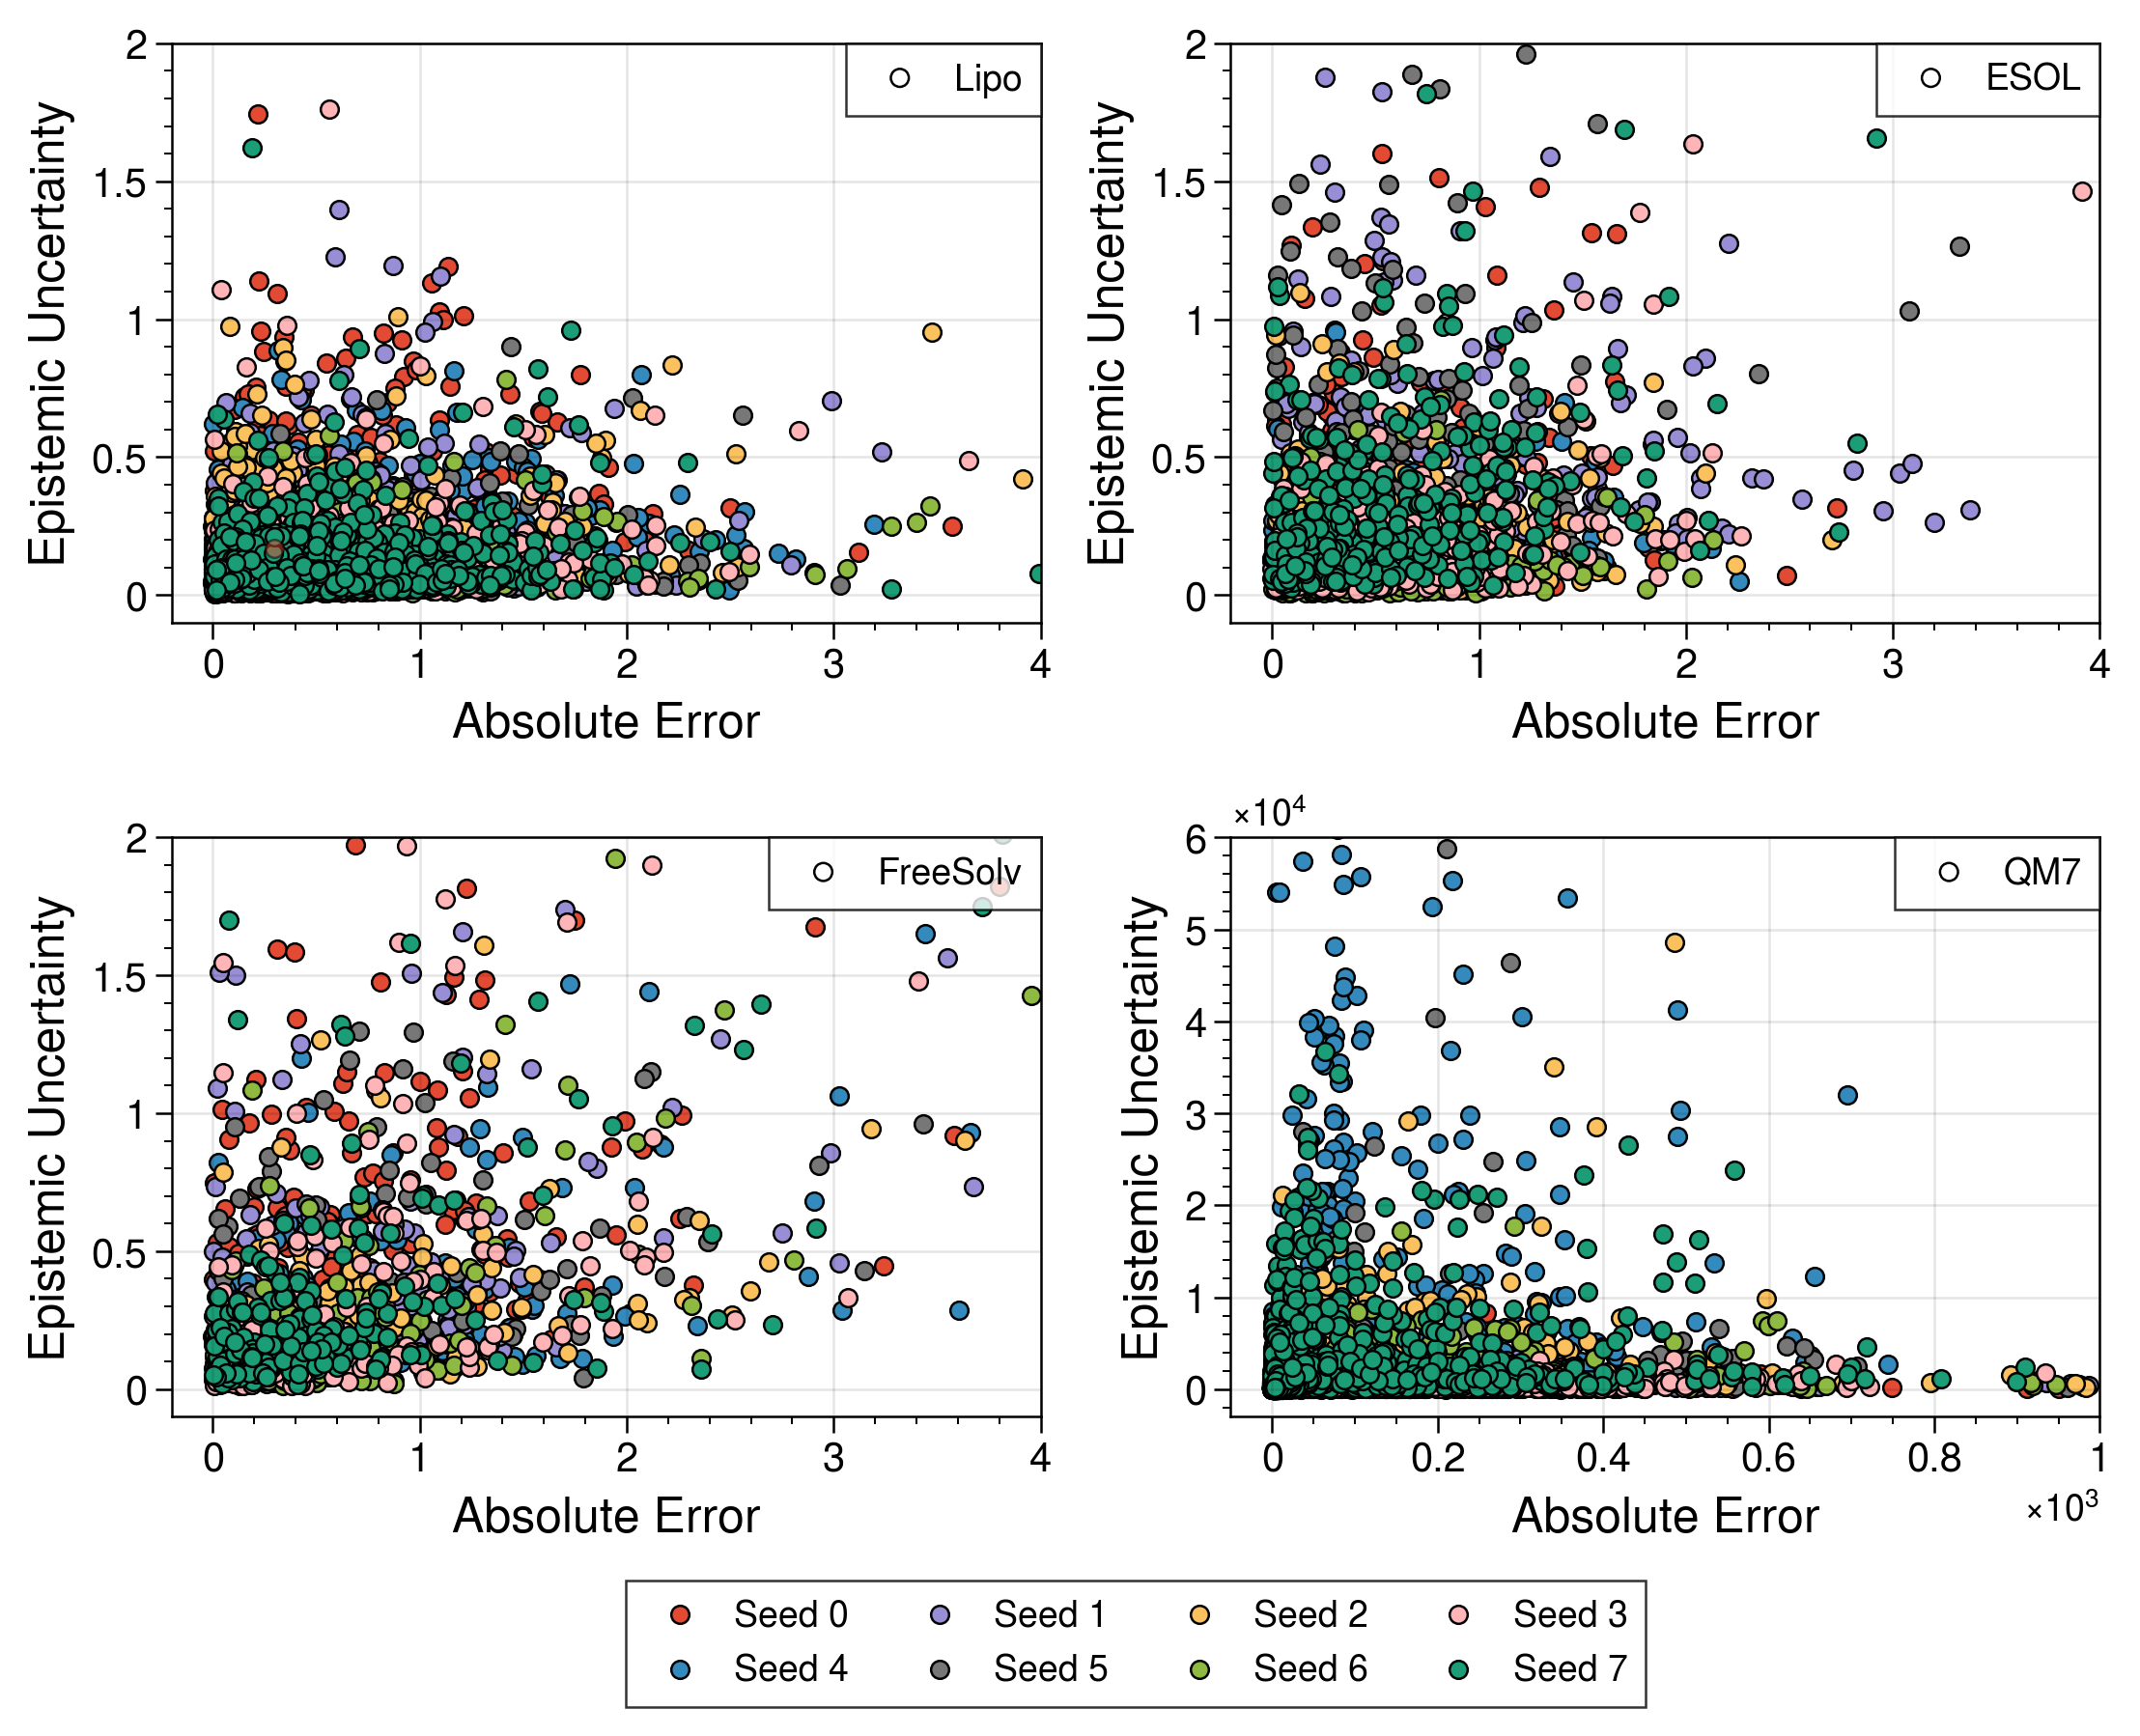 2
1.5
1
0.5
0
Epistemic Uncertainty
Lipo
0 1 2 3 4
Absolute Error
2
1.5
1
0.5
0
Epistemic Uncertainty
ESOL
0 1 2 3 4
Absolute Error
2
1.5
1
0.5
0
Epistemic Uncertainty
FreeSolv
0 1 2 3 4
Absolute Error
×10⁴
6
5
4
3
2
1
0
Epistemic Uncertainty
QM7
0 0.2 0.4 0.6 0.8 1
Absolute Error
×10³
Seed 0 Seed 1 Seed 2 Seed 3
Seed 4 Seed 5 Seed 6 Seed 7